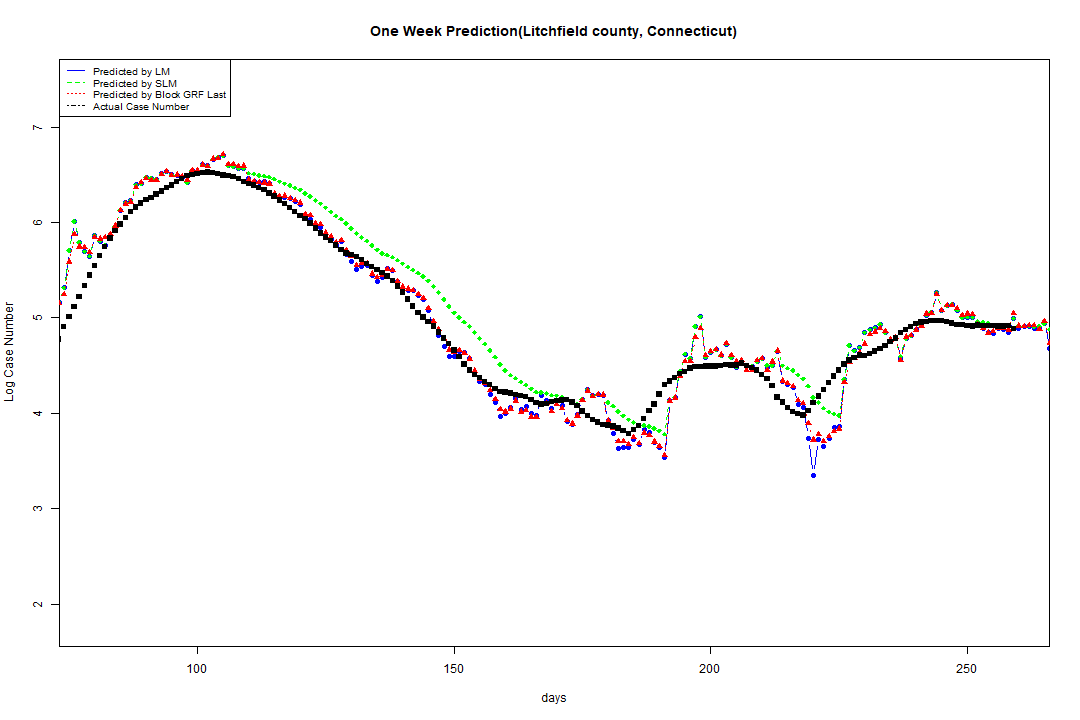 One Week Prediction(Litchfield county, Connecticut)
Predicted by LM
Predicted by SLM
Predicted by Block GRF Last
Actual Case Number
7
6
5
4
3
2
Log Case Number
100 150 200 250
days